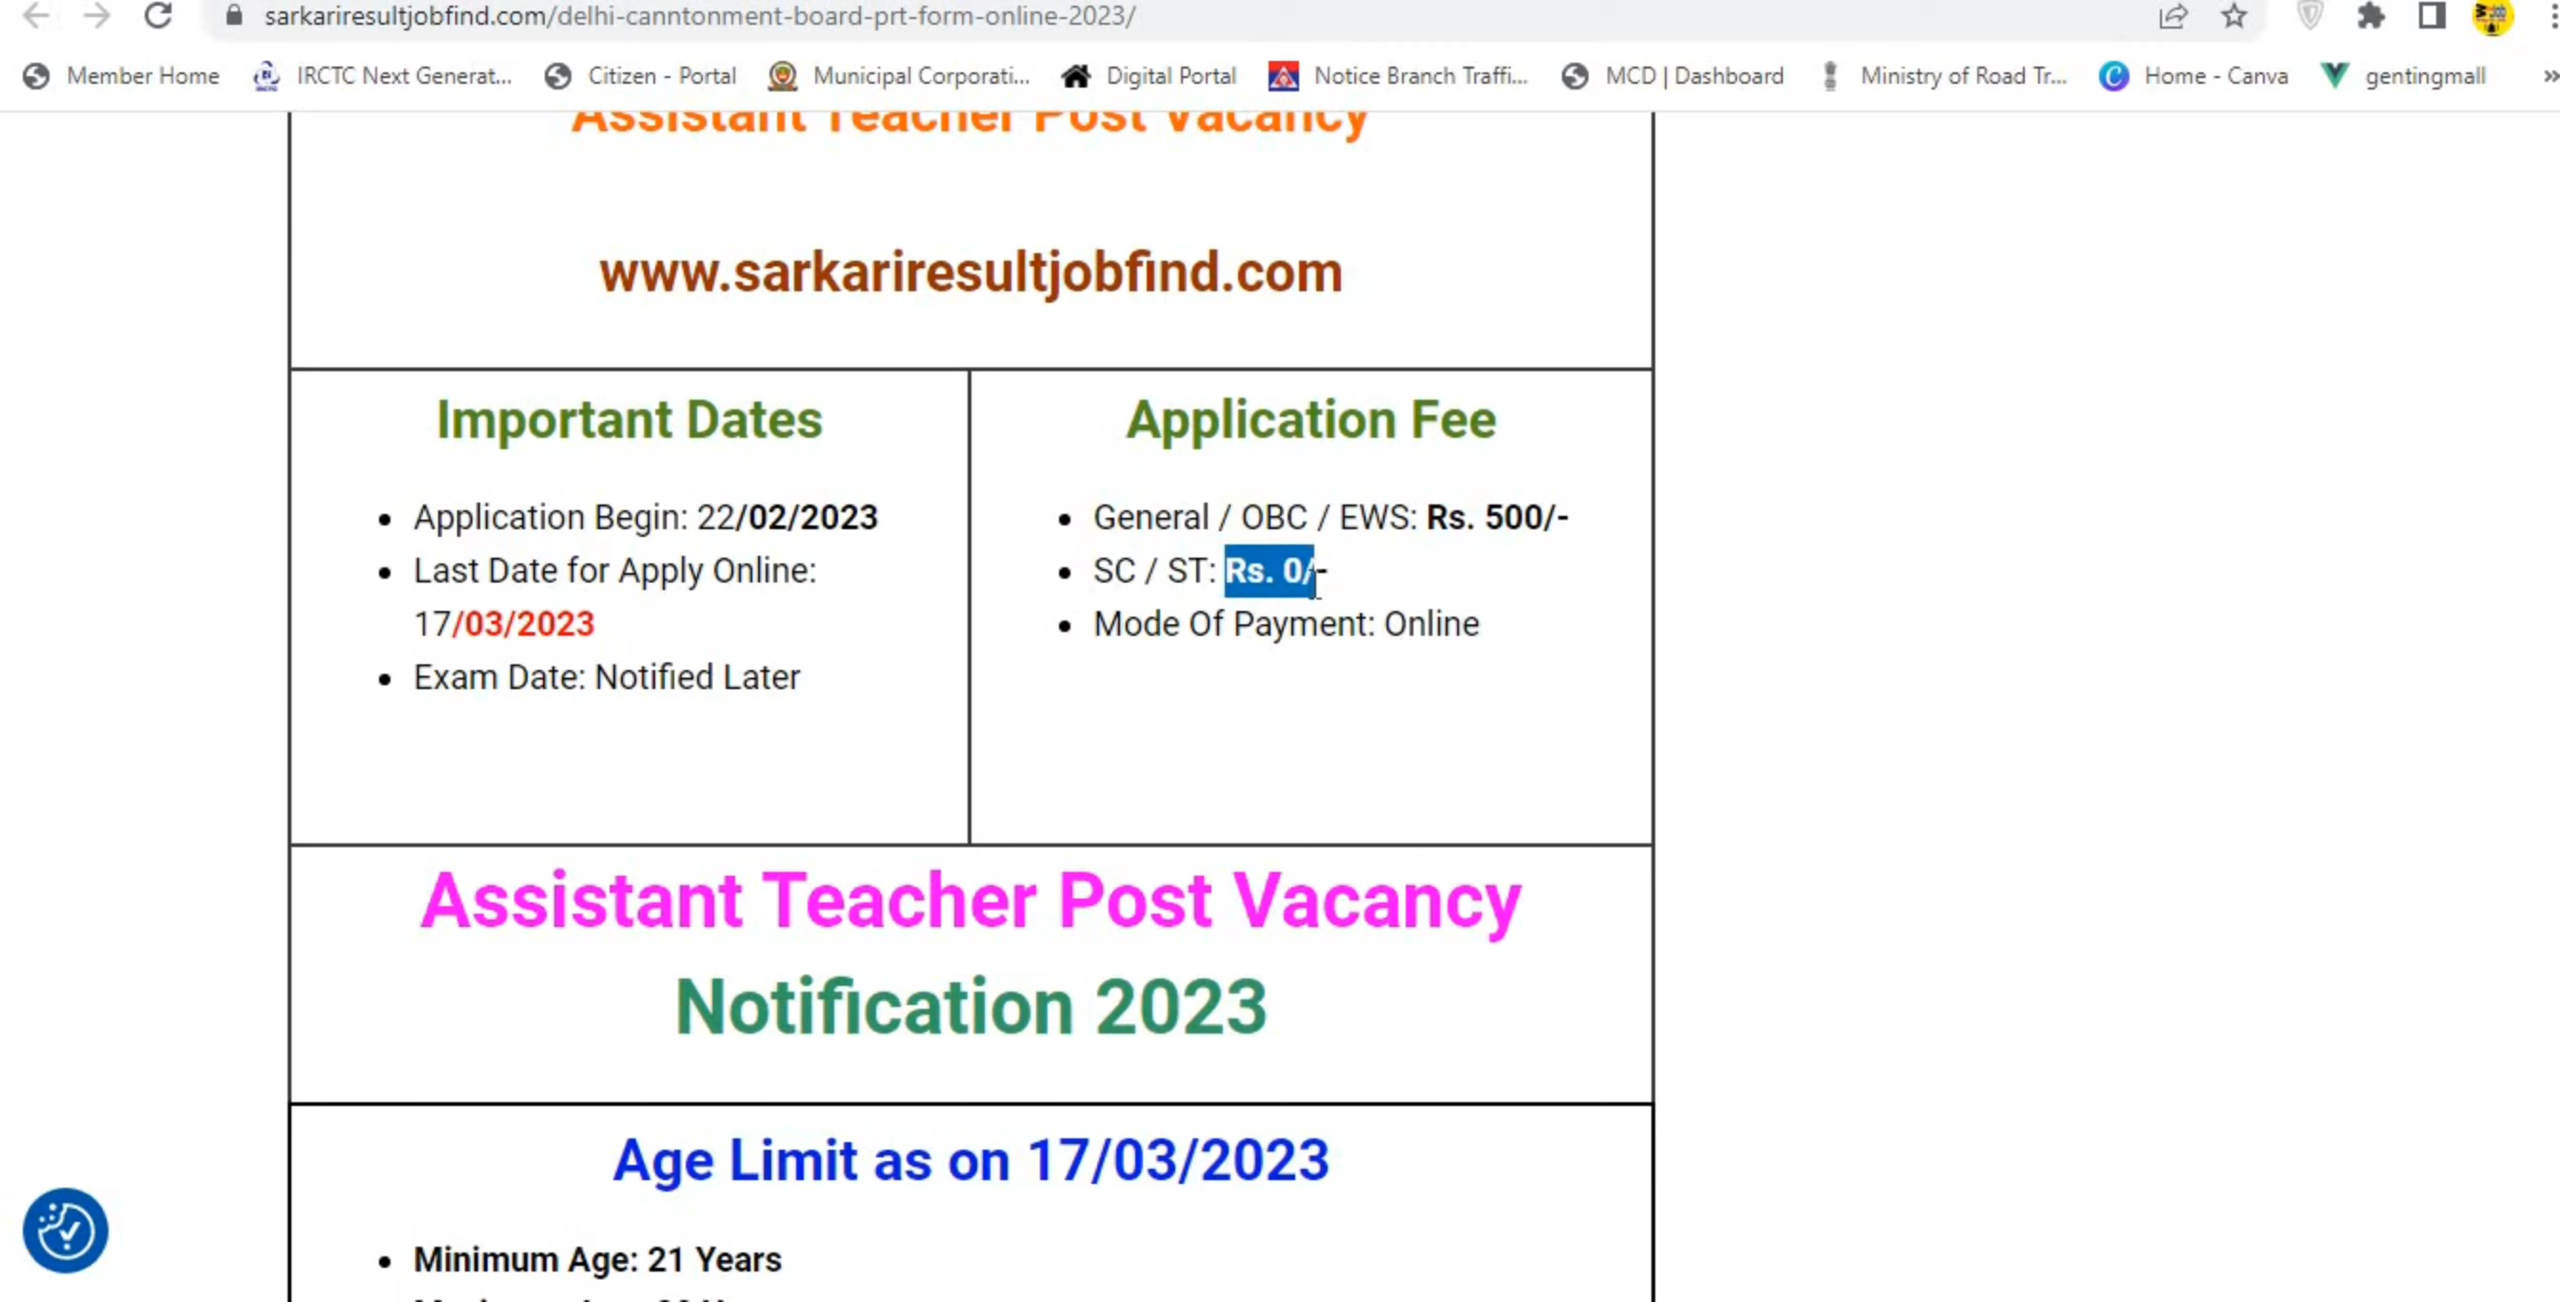 sarkariresultjobfind.com/delhi-canntonment-board-prt-form-online-2023/
Member Home IRCTC Next Generat... Citizen - Portal Municipal Corporati... Digital Portal Notice Branch Traffi... MCD | Dashboard Ministry of Road Tr... Home - Canva gentingmall »
Assistant Teacher Post Vacancy
www.sarkariresultjobfind.com
Important Dates
Application Begin: 22/02/2023
Last Date for Apply Online:
17/03/2023
Exam Date: Notified Later
Application Fee
General / OBC / EWS: Rs. 500/-
SC / ST: Rs. 0/-
Mode Of Payment: Online
Assistant Teacher Post Vacancy
Notification 2023
Age Limit as on 17/03/2023
Minimum Age: 21 Years